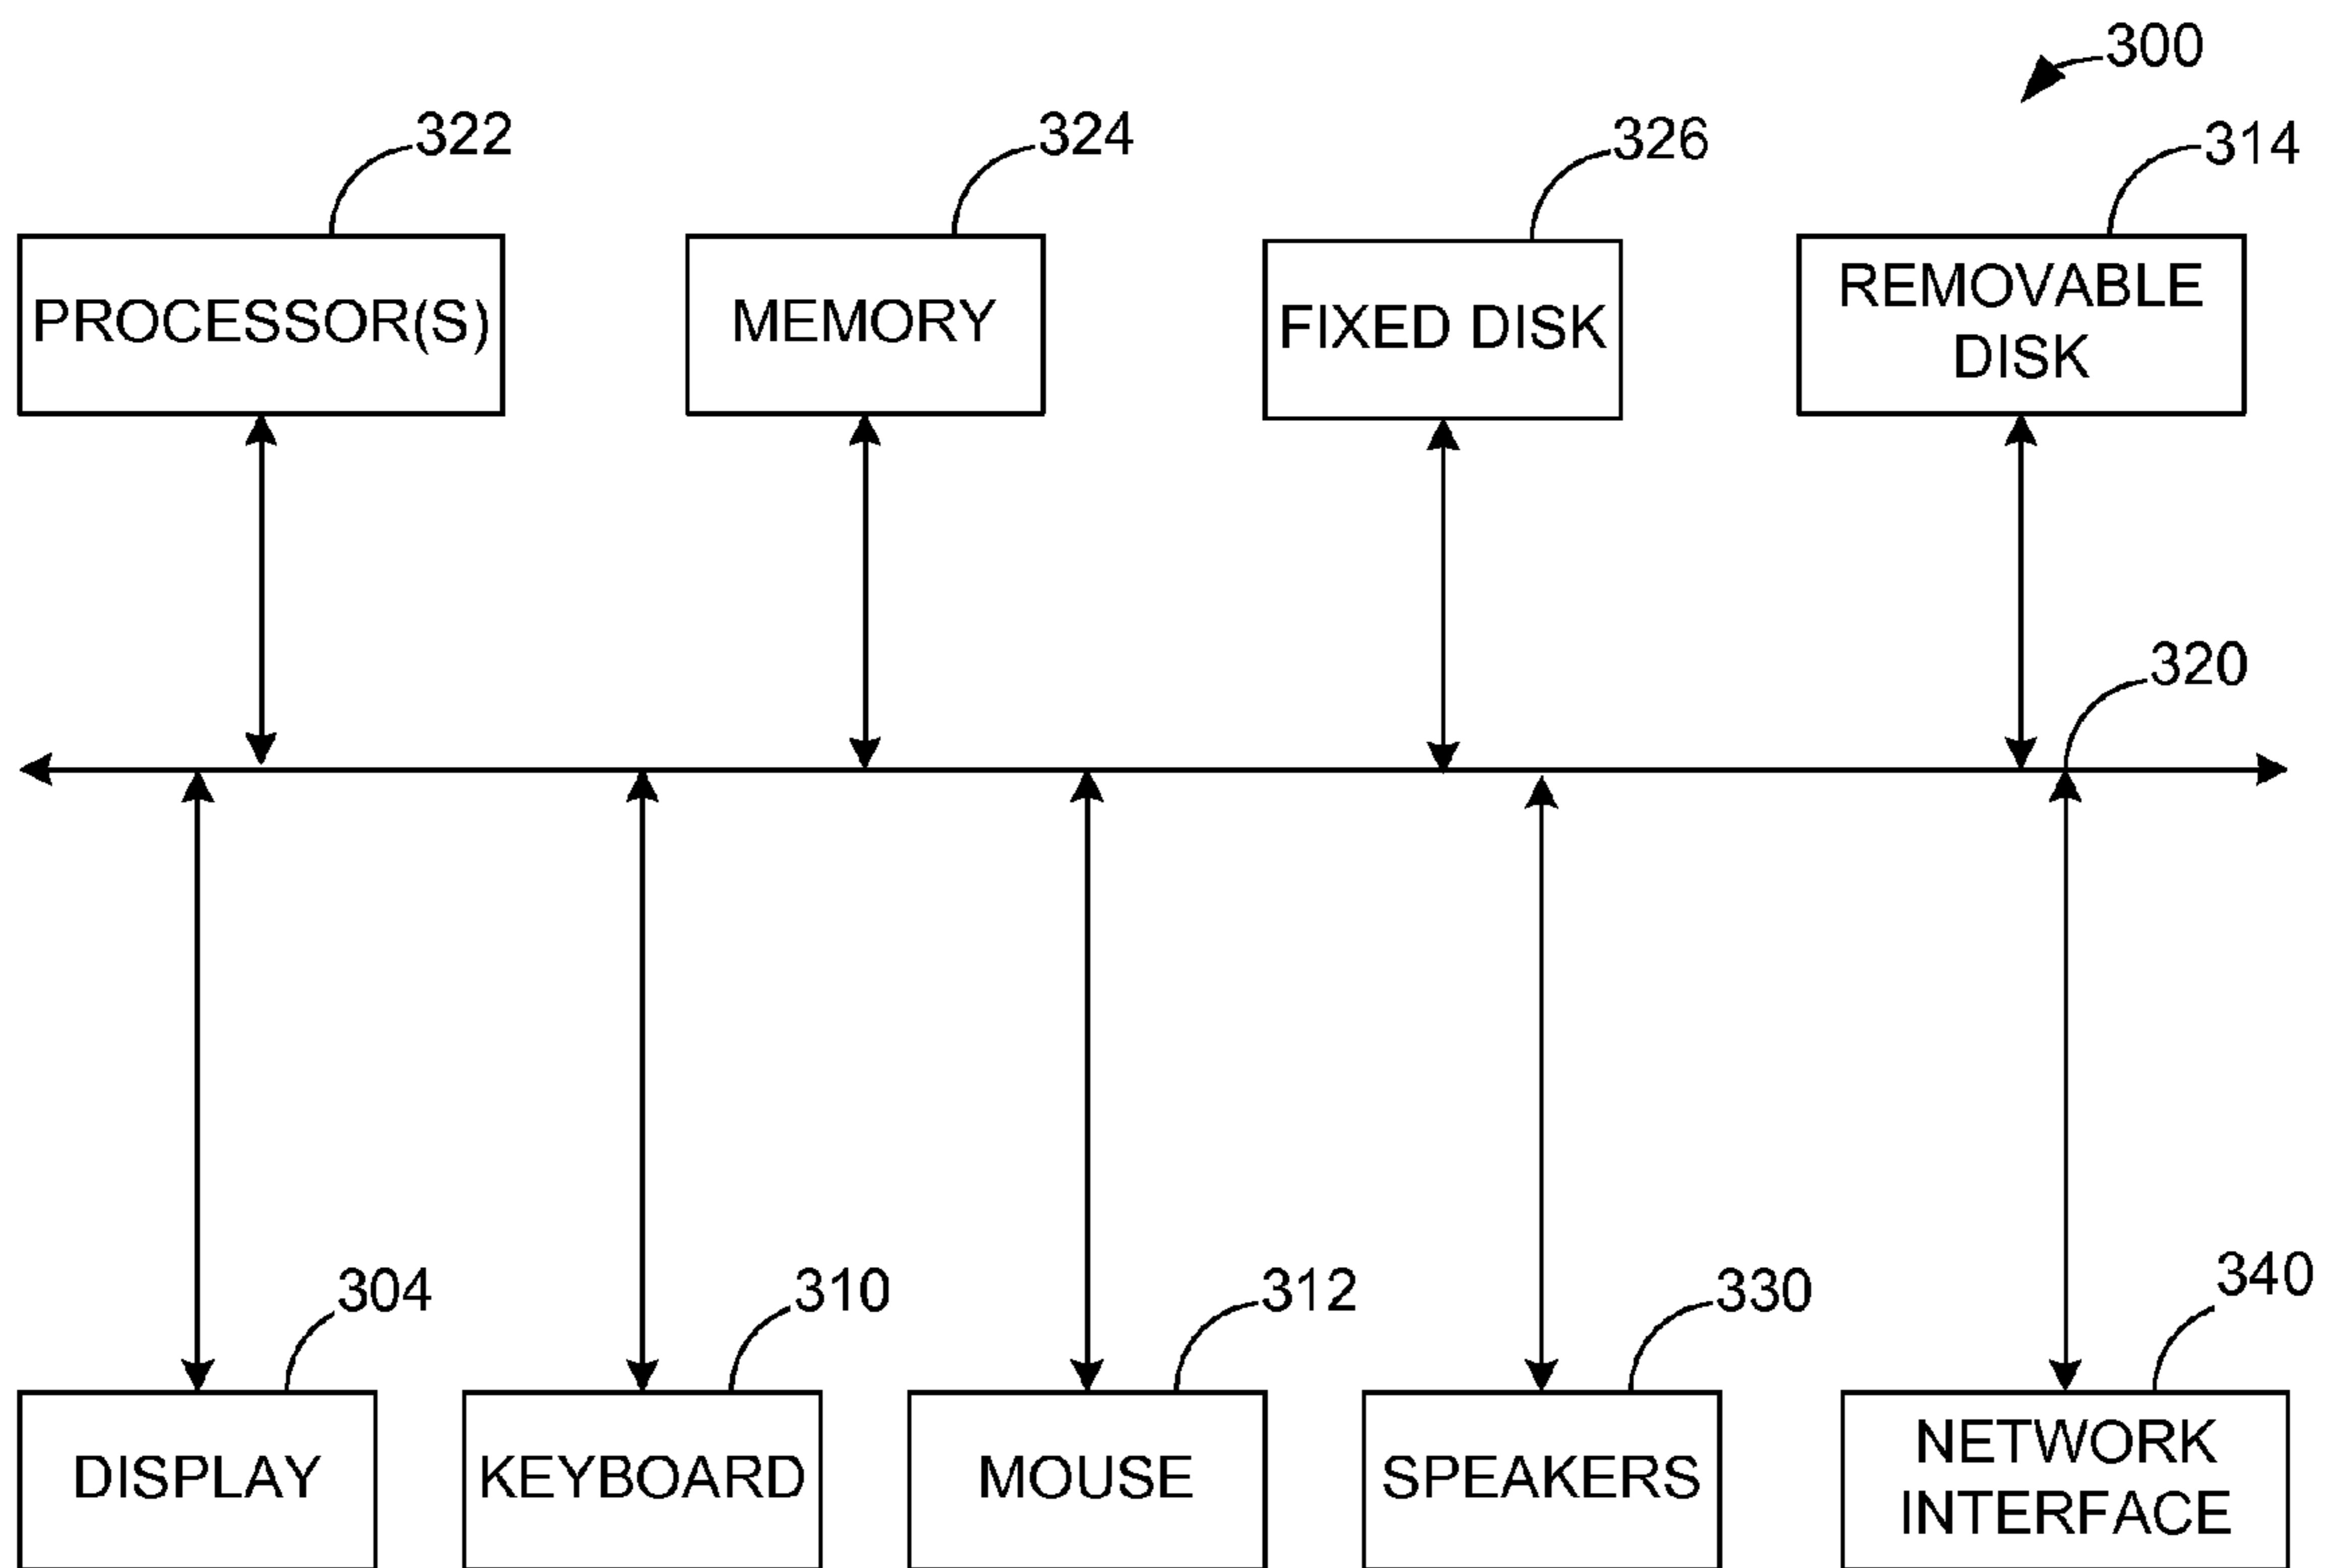 300
322
324
326
314
PROCESSOR(S)
MEMORY
FIXED DISK
REMOVABLE
DISK
320
304
310
312
330
340
DISPLAY
KEYBOARD
MOUSE
SPEAKERS
NETWORK
INTERFACE